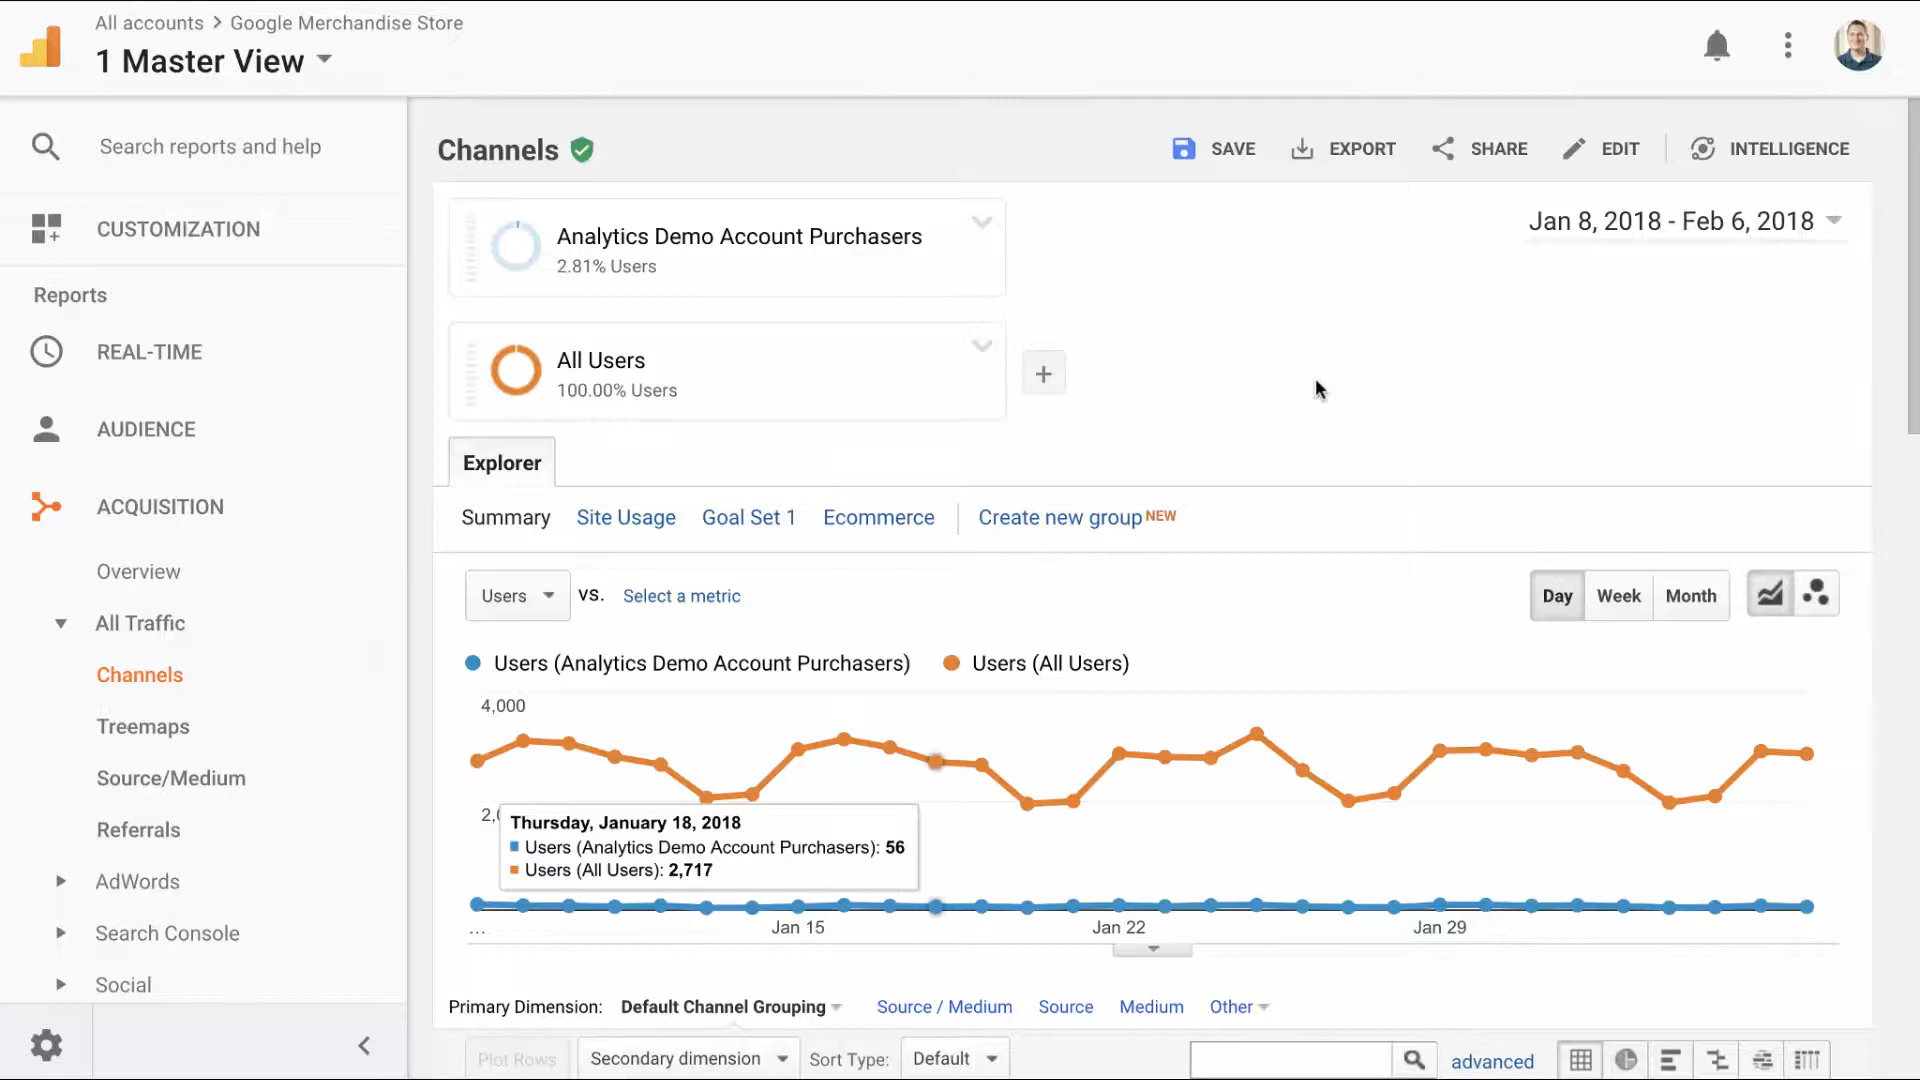 All accounts > Google Merchandise Store
1 Master View
Search reports and help
CUSTOMIZATION
Reports
REAL-TIME
AUDIENCE
ACQUISITION
Overview
All Traffic
Channels
Treemaps
Source/Medium
Referrals
AdWords
Search Console
Social
Channels
SAVE
EXPORT
SHARE
EDIT
INTELLIGENCE
Analytics Demo Account Purchasers
2.81% Users
Jan 8, 2018 - Feb 6, 2018
All Users
100.00% Users
+
Explorer
Summary Site Usage Goal Set 1 Ecommerce Create new group NEW
Users VS. Select a metric
Day Week Month
Users (Analytics Demo Account Purchasers) Users (All Users)
4,000
Thursday, January 18, 2018
Users (Analytics Demo Account Purchasers): 56
Users (All Users): 2,717
... Jan 15 Jan 22 Jan 29
Primary Dimension: Default Channel Grouping Source / Medium Source Medium Other
Plot Rows Secondary dimension Sort Type: Default advanced